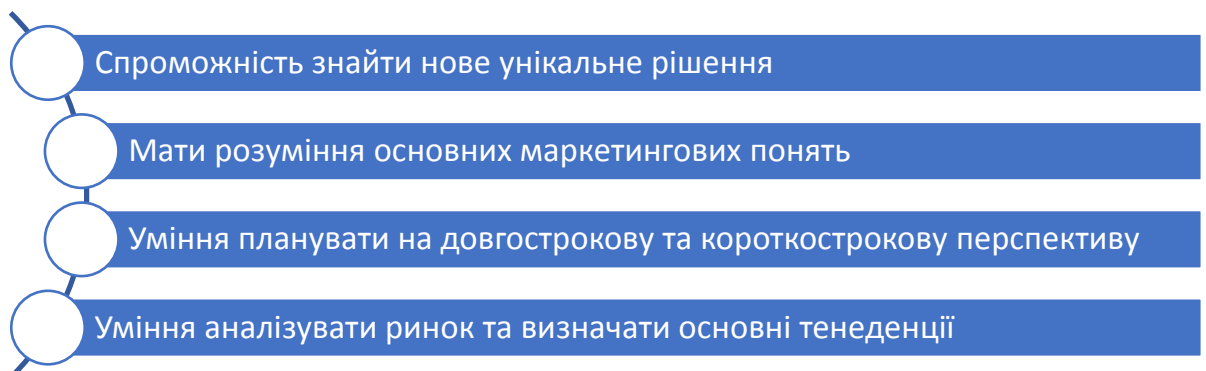 Спроможність знайти нове унікальне рішення
Мати розуміння основних маркетингових понять
Уміння планувати на довгострокову та короткострокову перспективу
Уміння аналізувати ринок та визначати основні тенеденції